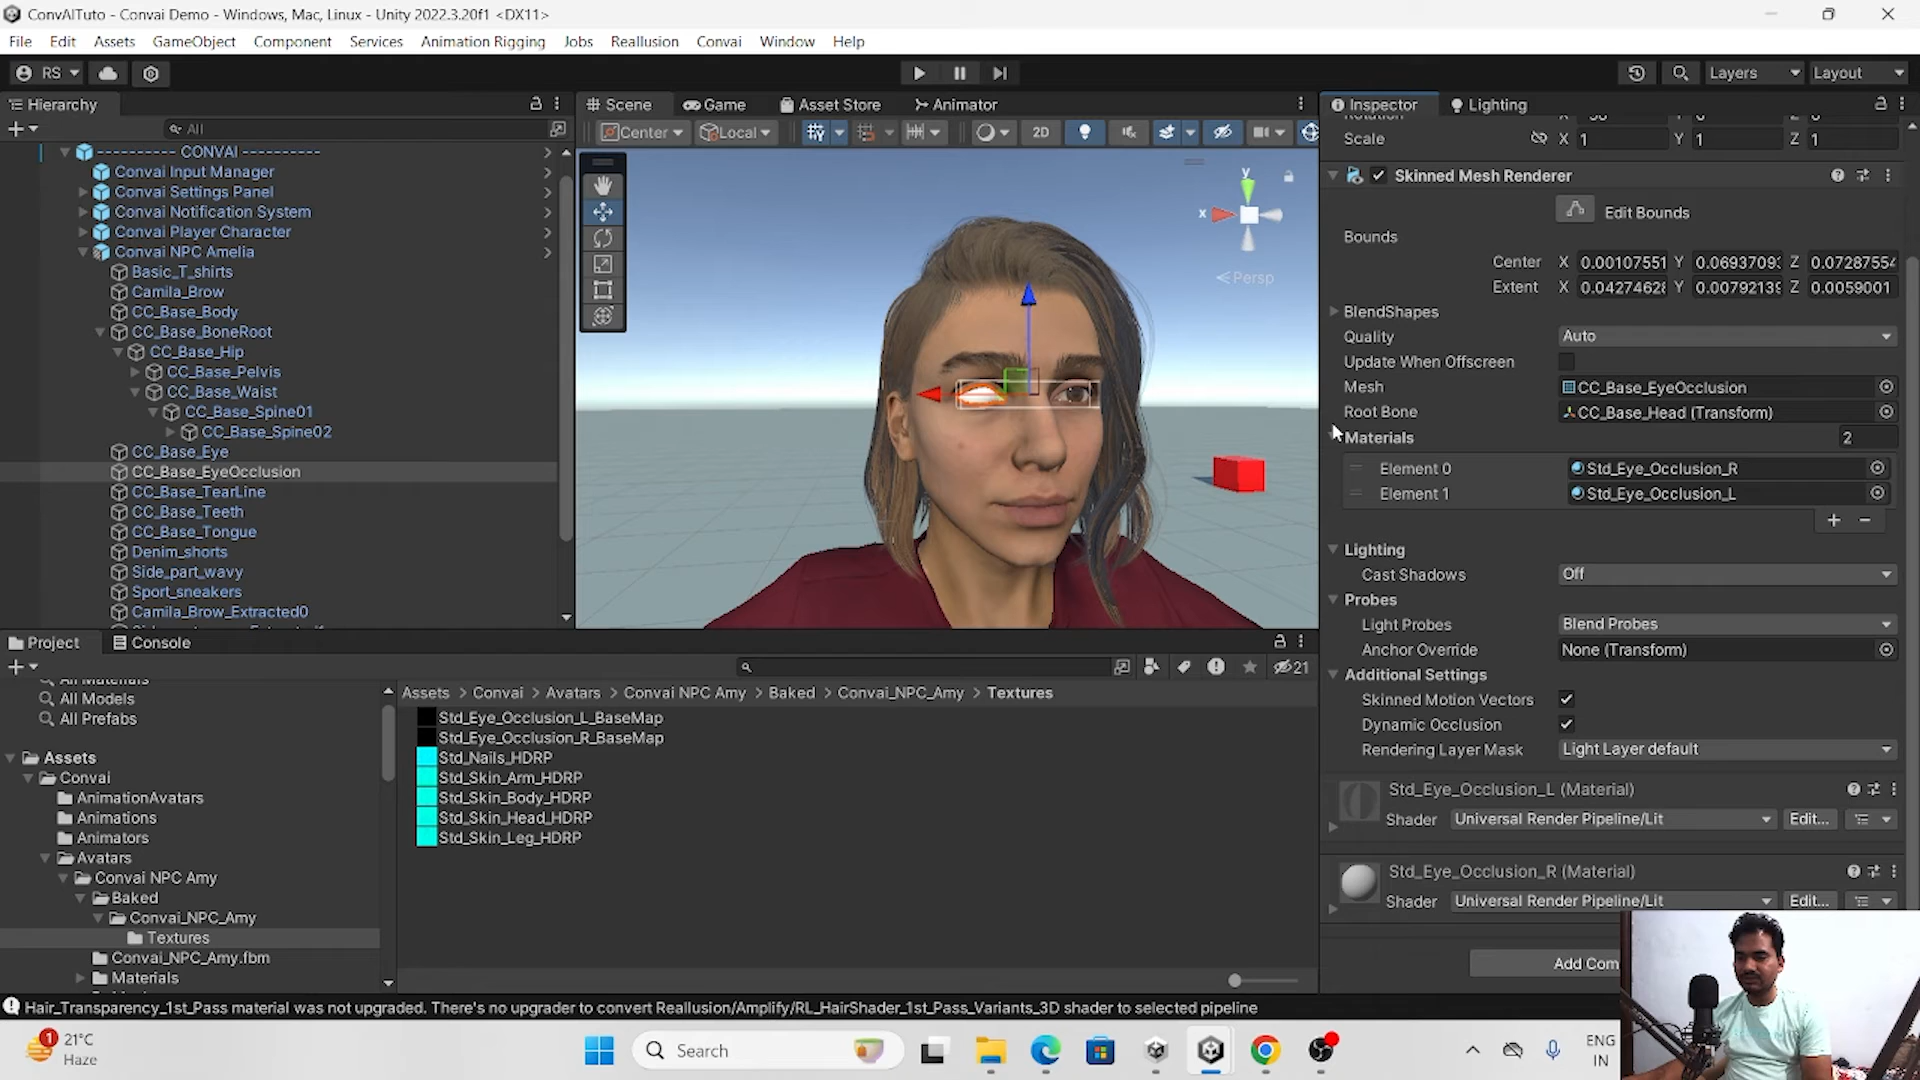 ConvAITuto - Convai Demo - Windows, Mac, Linux - Unity 2022.3.20f1 <DX11>
File Edit Assets GameObject Component Services Animation Rigging Jobs Reallusion Convai Window Help
RS Layers Layout
Hierarchy
All
---------- CONVAI ----------
Convai Input Manager
Convai Settings Panel
Convai Notification System
Convai Player Character
Convai NPC Amelia
Basic_T_shirts
Camila_Brow
CC_Base_Body
CC_Base_BoneRoot
CC_Base_Hip
CC_Base_Pelvis
CC_Base_Waist
CC_Base_Spine01
CC_Base_Spine02
CC_Base_Eye
CC_Base_EyeOcclusion
CC_Base_TearLine
CC_Base_Teeth
CC_Base_Tongue
Denim_shorts
Side_part_wavy
Sport_sneakers
Camila_Brow_Extracted0
Scene Game Asset Store Animator
Center Local 2D
y
x
Persp
Inspector Lighting
Scale X 1 Y 1 Z 1
Skinned Mesh Renderer
Edit Bounds
Bounds
Center X 0.00107551 Y 0.0693709 Z 0.07287554
Extent X 0.0427462 Y 0.0079213 Z 0.0059001
BlendShapes
Quality Auto
Update When Offscreen
Mesh CC_Base_EyeOcclusion
Root Bone CC_Base_Head (Transform)
Materials 2
Element 0 Std_Eye_Occlusion_R
Element 1 Std_Eye_Occlusion_L
Lighting
Cast Shadows Off
Probes
Light Probes Blend Probes
Anchor Override None (Transform)
Additional Settings
Skinned Motion Vectors
Dynamic Occlusion
Rendering Layer Mask Light Layer default
Std_Eye_Occlusion_L (Material)
Shader Universal Render Pipeline/Lit Edit...
Std_Eye_Occlusion_R (Material)
Shader Universal Render Pipeline/Lit Edit...
Add Com
Project Console
21
All Materials
All Models
All Prefabs
Assets
Convai
AnimationAvatars
Animations
Animators
Avatars
Convai NPC Amy
Baked
Convai_NPC_Amy
Textures
Convai_NPC_Amy.fbm
Materials
Assets > Convai > Avatars > Convai NPC Amy > Baked > Convai_NPC_Amy > Textures
Std_Eye_Occlusion_L_BaseMap
Std_Eye_Occlusion_R_BaseMap
Std_Nails_HDRP
Std_Skin_Arm_HDRP
Std_Skin_Body_HDRP
Std_Skin_Head_HDRP
Std_Skin_Leg_HDRP
Hair_Transparency_1st_Pass material was not upgraded. There's no upgrader to convert Reallusion/Amplify/RL_HairShader_1st_Pass_Variants_3D shader to selected pipeline
1
21°C
Haze
Search
ENG
IN